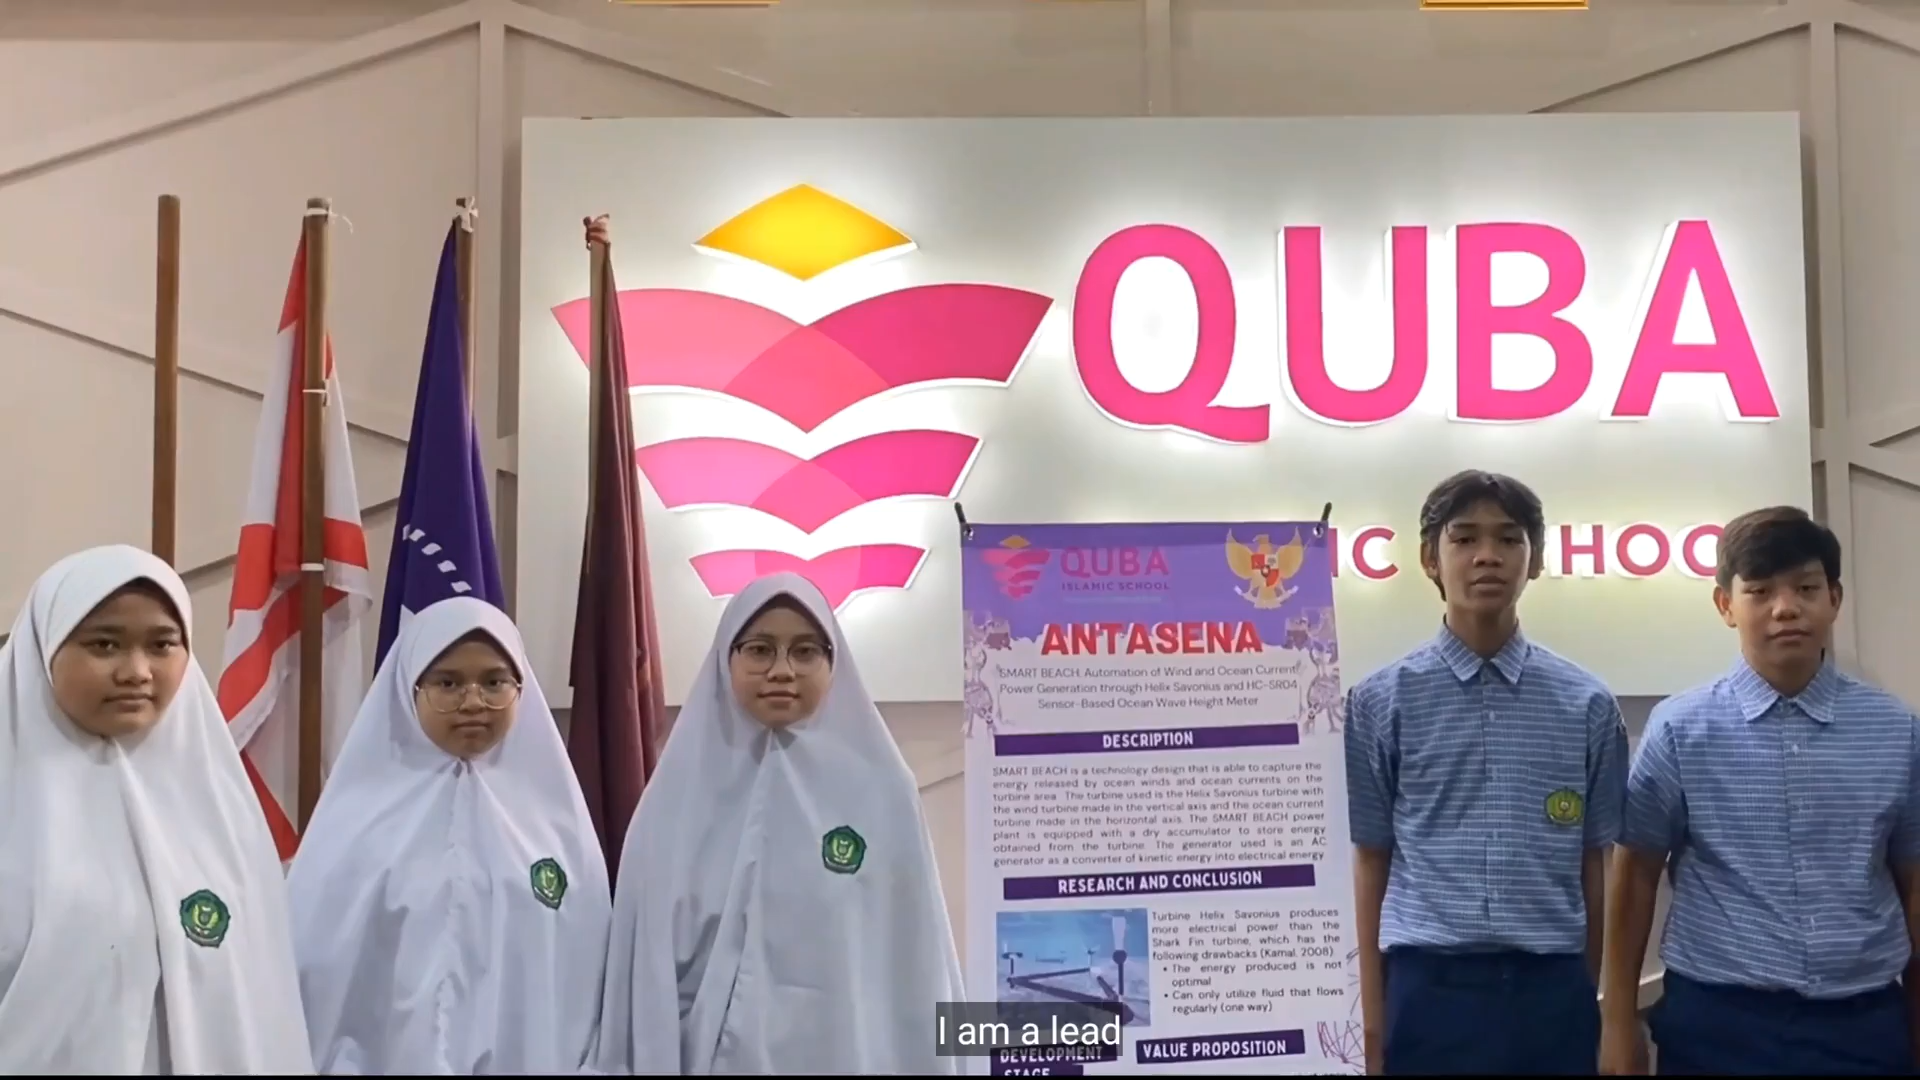 QUBA
IC SCHOO
QUBA
ISLAMIC SCHOOL
ANTASENA
SMART BEACH: Automation of Wind and Ocean Current
Power Generation through Helix Savonius and HC-SR04
Sensor-Based Ocean Wave Height Meter
DESCRIPTION
SMART BEACH is a technology design that is able to capture the
energy released by ocean winds and ocean currents on the
turbine area. The turbine used is the Helix Savonius turbine with
the wind turbine made in the vertical axis and the ocean current
turbine made in the horizontal axis. The SMART BEACH power
plant is equipped with a dry accumulator to store energy
obtained from the turbine. The generator used is an AC
generator as a converter of kinetic energy into electrical energy
RESEARCH AND CONCLUSION
Turbine Helix Savonius produces
more electrical power than the
Shark Fin turbine, which has the
following drawbacks (Kamal, 2008)
• The energy produced is not
optimal
• Can only utilize fluid that flows
regularly (one way)
I am a lead
DEVELOPMENT
STAGE
VALUE PROPOSITION